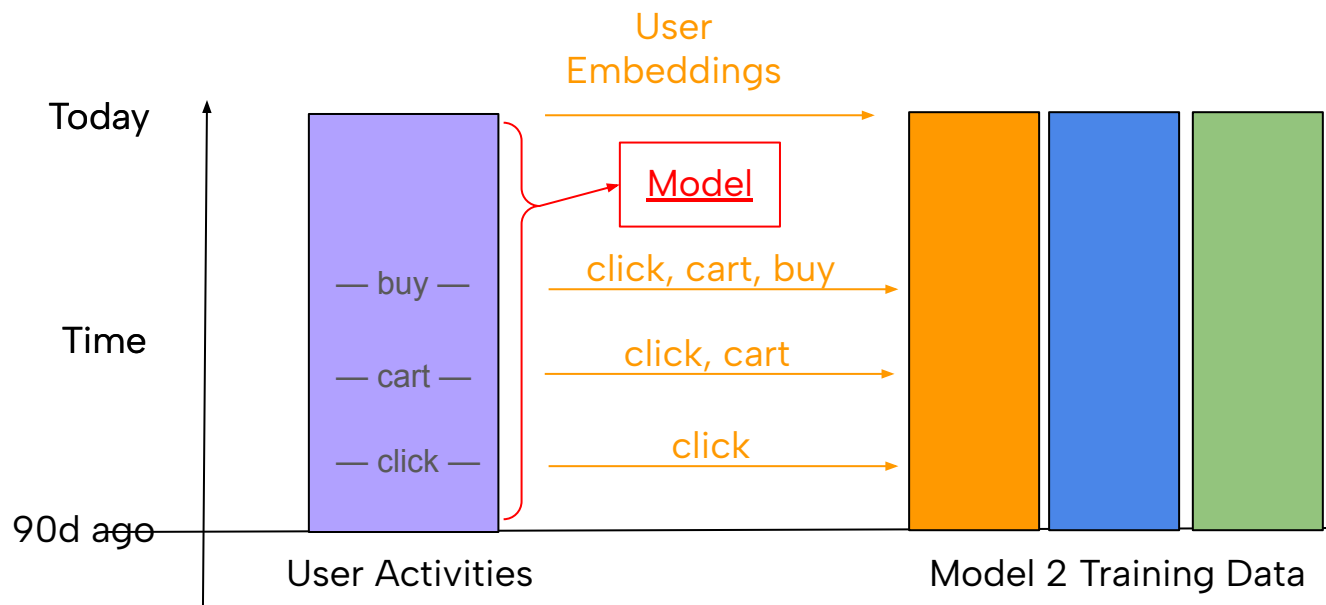 User
Embeddings
Today
Model
— buy —
click, cart, buy
Time
— cart —
click, cart
— click —
click
90d ago
User Activities
Model 2 Training Data